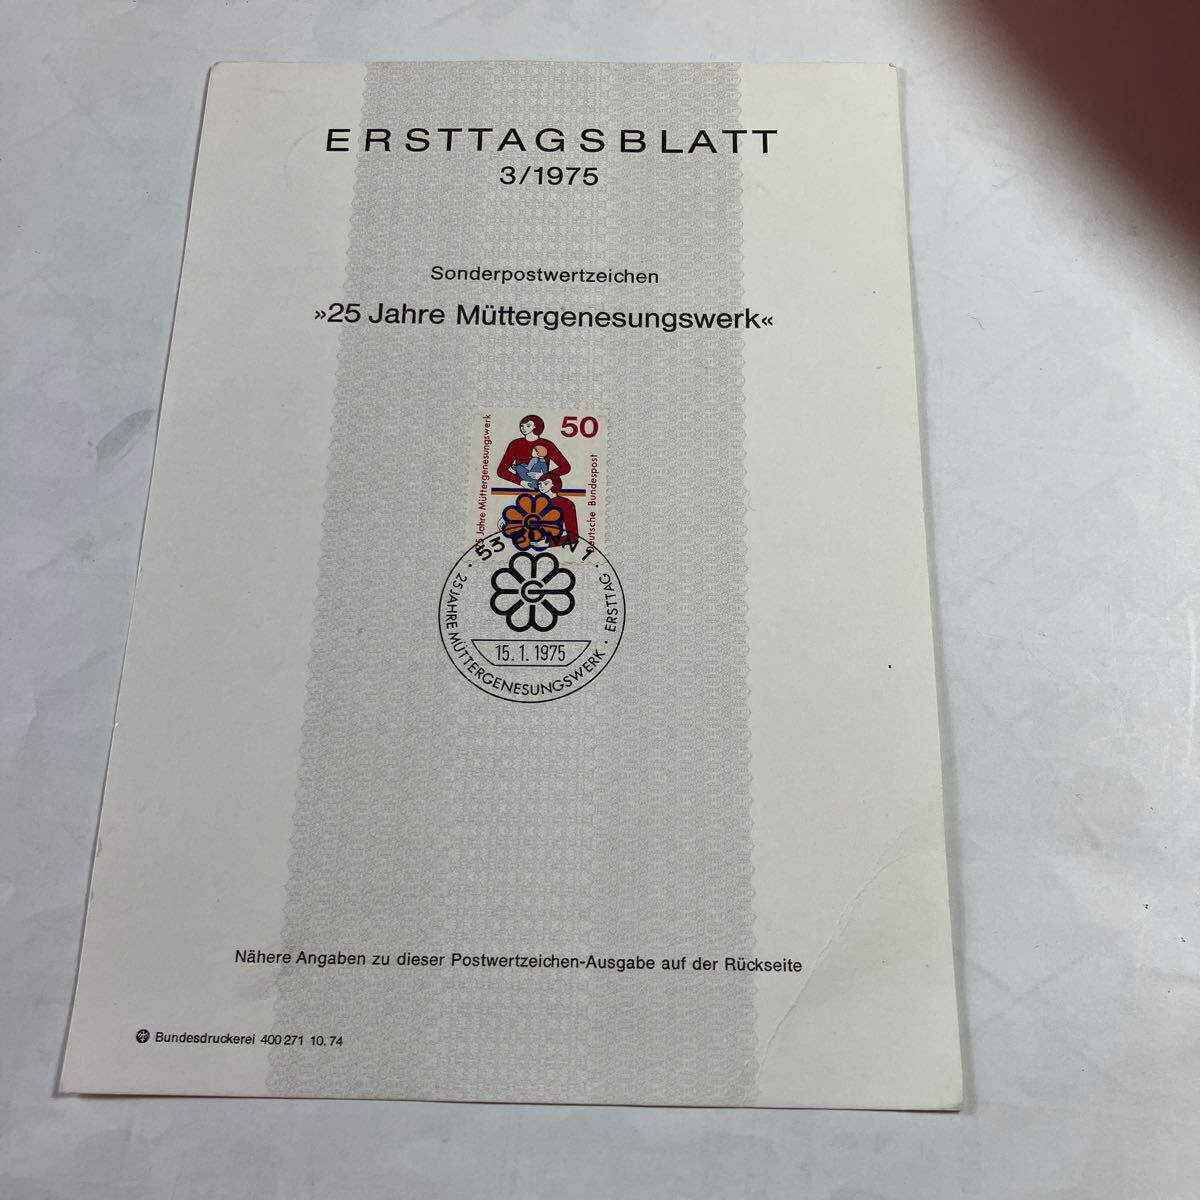 ERSTTAGSBLATT
3/1975
Sonderpostwertzeichen
»25 Jahre Müttergenesungswerk«
50
25 Jahre Müttergenesungswerk
Deutsche Bundespost
53 BONN 1
G
15.1.1975
· 25 JAHRE MÜTTERGENESUNGSWERK · ERSTTAG ·
Nähere Angaben zu dieser Postwertzeichen-Ausgabe auf der Rückseite
Bundesdruckerei 400 271 10.74